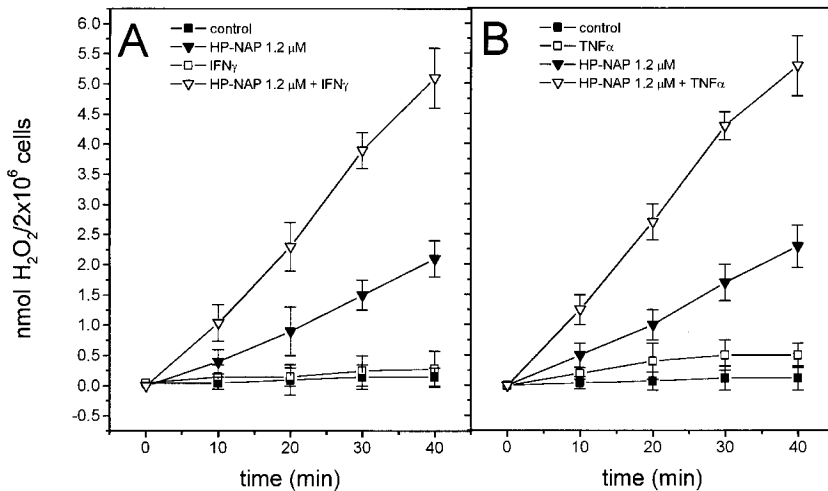 A
control
HP-NAP 1.2 μM
IFNγ
HP-NAP 1.2 μM + IFNγ
B
control
TNFα
HP-NAP 1.2 μM
HP-NAP 1.2 μM + TNFα
nmol H₂O₂/2x10⁶ cells
6.0
5.5
5.0
4.5
4.0
3.5
3.0
2.5
2.0
1.5
1.0
0.5
0.0
-0.5
0 10 20 30 40
0 10 20 30 40
time (min)
time (min)